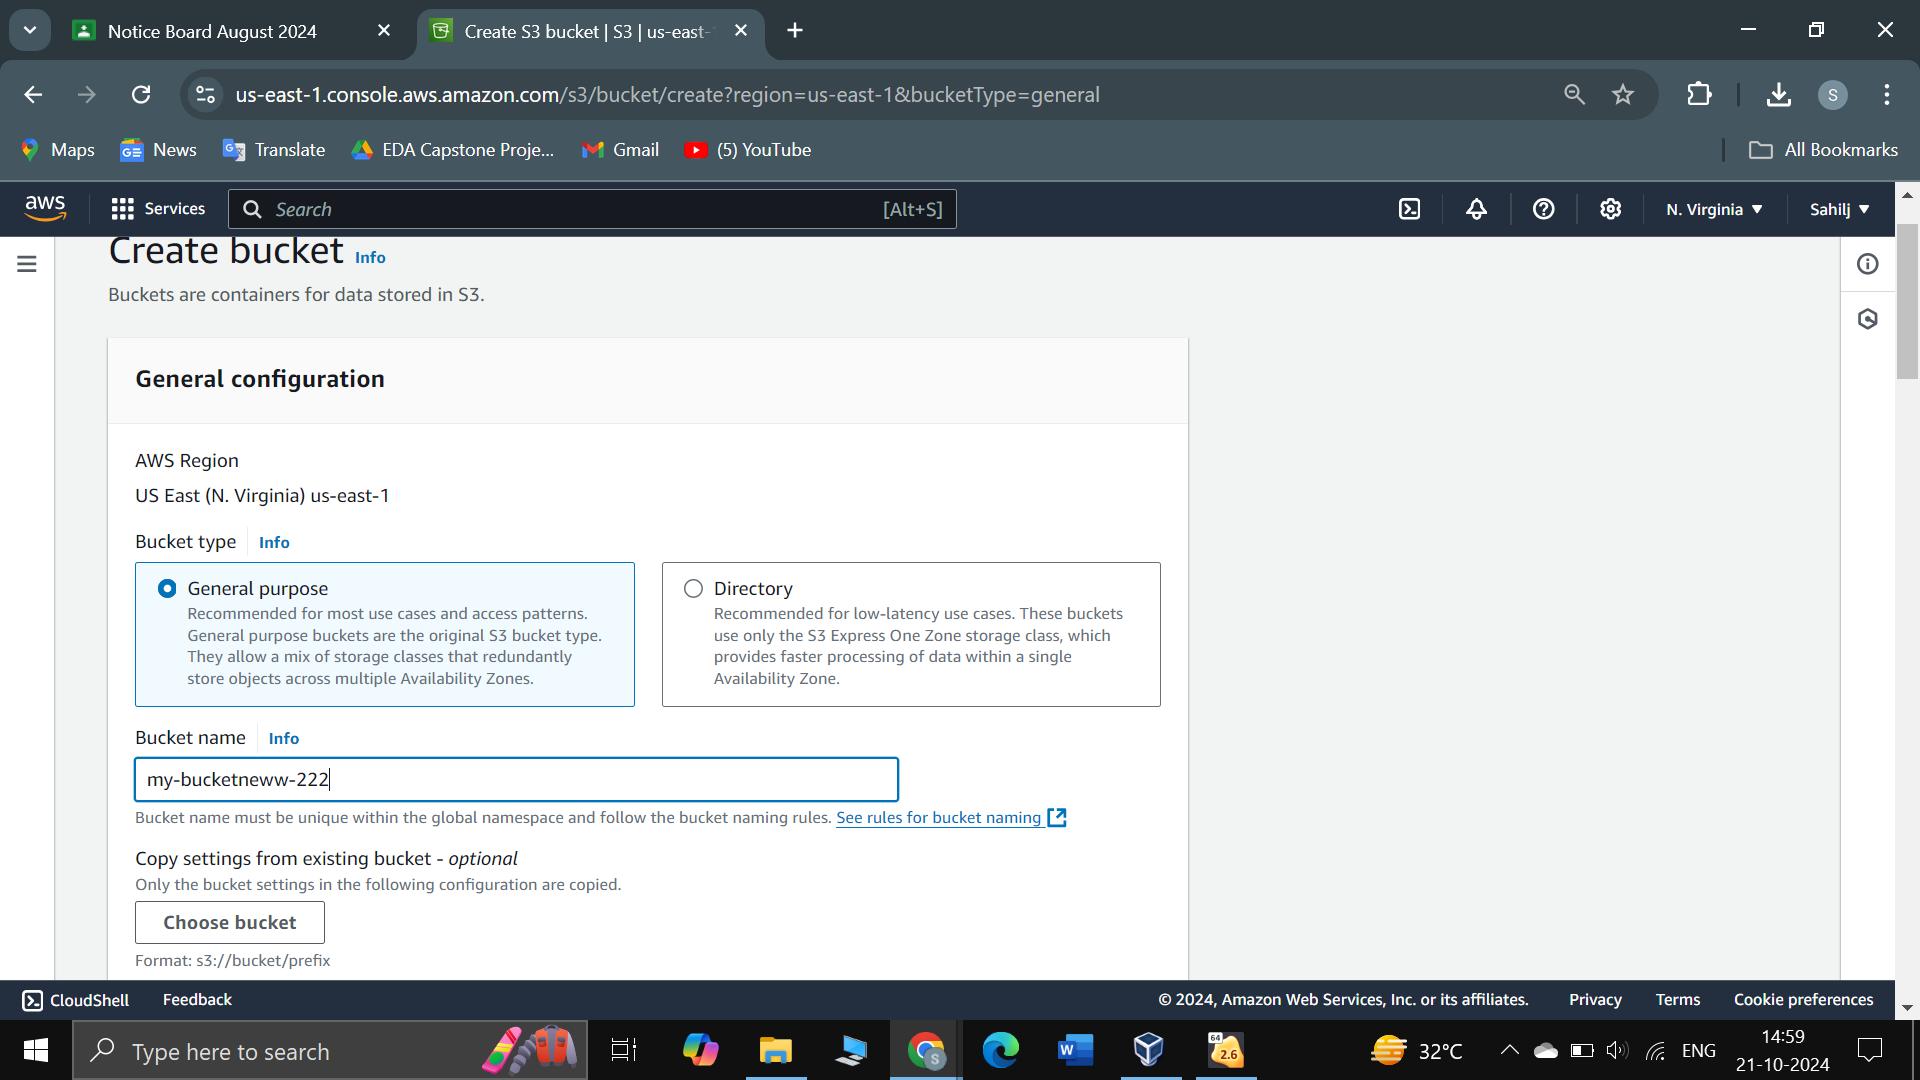 Notice Board August 2024
Create S3 bucket | S3 | us-east-
us-east-1.console.aws.amazon.com/s3/bucket/create?region=us-east-1&bucketType=general
S
Maps
News
Translate
EDA Capstone Proje...
Gmail
(5) YouTube
All Bookmarks
aws
Services
Search
[Alt+S]
N. Virginia
Sahilj
Create bucket Info
Buckets are containers for data stored in S3.
General configuration
AWS Region
US East (N. Virginia) us-east-1
Bucket type Info
General purpose
Recommended for most use cases and access patterns.
General purpose buckets are the original S3 bucket type.
They allow a mix of storage classes that redundantly
store objects across multiple Availability Zones.
Directory
Recommended for low-latency use cases. These buckets
use only the S3 Express One Zone storage class, which
provides faster processing of data within a single
Availability Zone.
Bucket name Info
my-bucketneww-222
Bucket name must be unique within the global namespace and follow the bucket naming rules. See rules for bucket naming
Copy settings from existing bucket - optional
Only the bucket settings in the following configuration are copied.
Choose bucket
Format: s3://bucket/prefix
CloudShell
Feedback
© 2024, Amazon Web Services, Inc. or its affiliates.
Privacy
Terms
Cookie preferences
Type here to search
S
W
64
2.6
32°C
ENG
14:59
21-10-2024